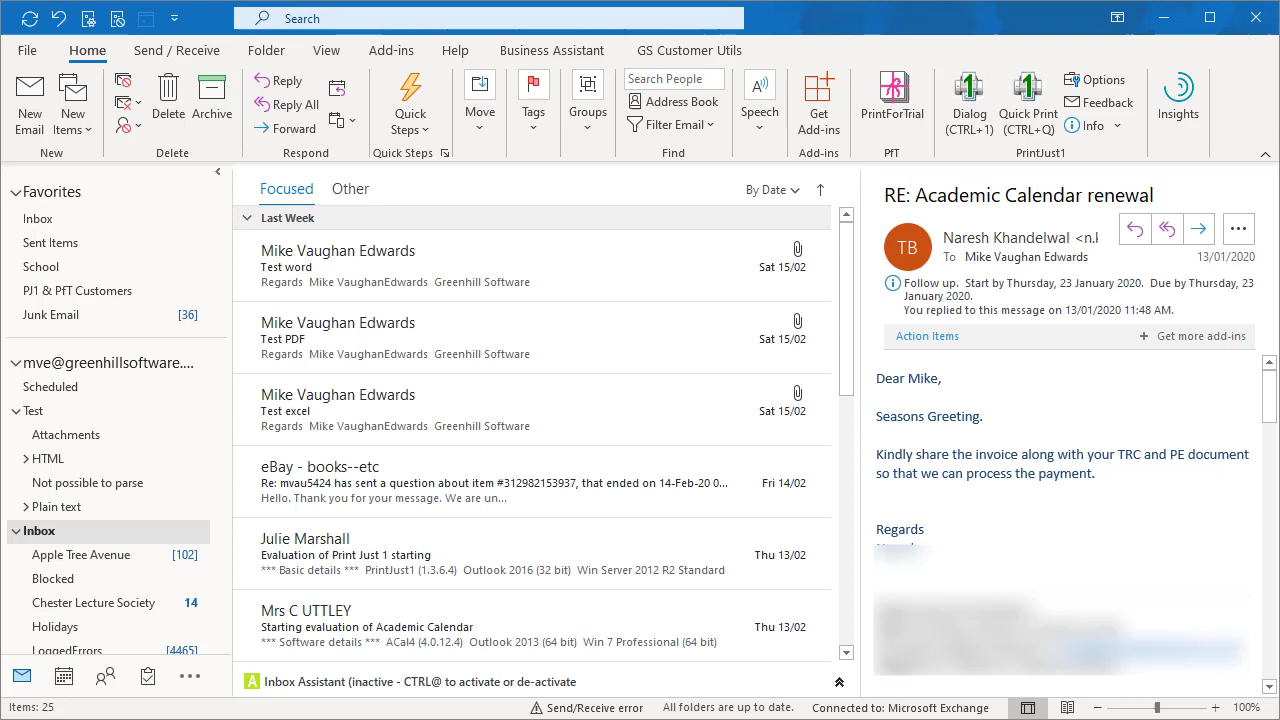 Search
File Home Send / Receive Folder View Add-ins Help Business Assistant GS Customer Utils
New Email
New Items
New
Delete
Archive
Delete
Reply
Reply All
Forward
Respond
Quick Steps
Quick Steps
Move
Tags
Groups
Search People
Address Book
Filter Email
Find
Speech
Get Add-ins
Add-ins
PrintForTrial
PfT
Dialog (CTRL+1)
Quick Print (CTRL+Q)
Options
Feedback
Info
PrintJust1
Insights
Favorites
Inbox
Sent Items
School
PJ1 & PfT Customers
Junk Email [36]
mve@greenhillsoftware....
Scheduled
Test
Attachments
HTML
Not possible to parse
Plain text
Inbox
Apple Tree Avenue [102]
Blocked
Chester Lecture Society 14
Holidays
LoggedErrors [4465]
Focused Other By Date
Last Week
Mike Vaughan Edwards
Test word Sat 15/02
Regards Mike VaughanEdwards Greenhill Software
Mike Vaughan Edwards
Test PDF Sat 15/02
Regards Mike VaughanEdwards Greenhill Software
Mike Vaughan Edwards
Test excel Sat 15/02
Regards Mike VaughanEdwards Greenhill Software
eBay - books--etc
Re: mvau5424 has sent a question about item #312982153937, that ended on 14-Feb-20 0... Fri 14/02
Hello. Thank you for your message. We are un...
Julie Marshall
Evaluation of Print Just 1 starting Thu 13/02
*** Basic details *** PrintJust1 (1.3.6.4) Outlook 2016 (32 bit) Win Server 2012 R2 Standard
Mrs C UTTLEY
Starting evaluation of Academic Calendar Thu 13/02
*** Software details *** ACal4 (4.0.12.4) Outlook 2013 (64 bit) Win 7 Professional (64 bit)
A Inbox Assistant (inactive - CTRL@ to activate or de-activate
RE: Academic Calendar renewal
TB
Naresh Khandelwal <n.k
To Mike Vaughan Edwards 13/01/2020
Follow up. Start by Thursday, 23 January 2020. Due by Thursday, 23
January 2020.
You replied to this message on 13/01/2020 11:48 AM.
Action Items + Get more add-ins
Dear Mike,
Seasons Greeting.
Kindly share the invoice along with your TRC and PE document
so that we can process the payment.
Regards
Items: 25 Send/Receive error All folders are up to date. Connected to: Microsoft Exchange 100%